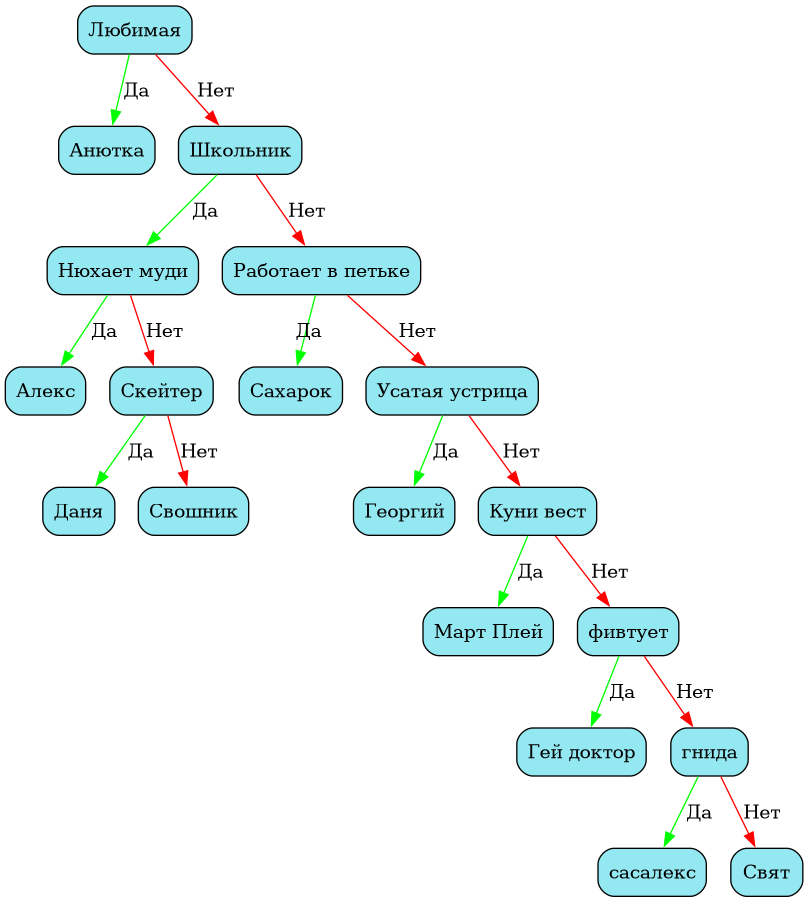 Любимая
Да
Нет
Анютка
Школьник
Да
Нет
Нюхает муди
Работает в петьке
Да
Нет
Да
Нет
Алекс
Скейтер
Сахарок
Усатая устрица
Да
Нет
Да
Нет
Даня
Свошник
Георгий
Куни вест
Да
Нет
Март Плей
фивтует
Да
Нет
Гей доктор
гнида
Да
Нет
сасалекс
Свят